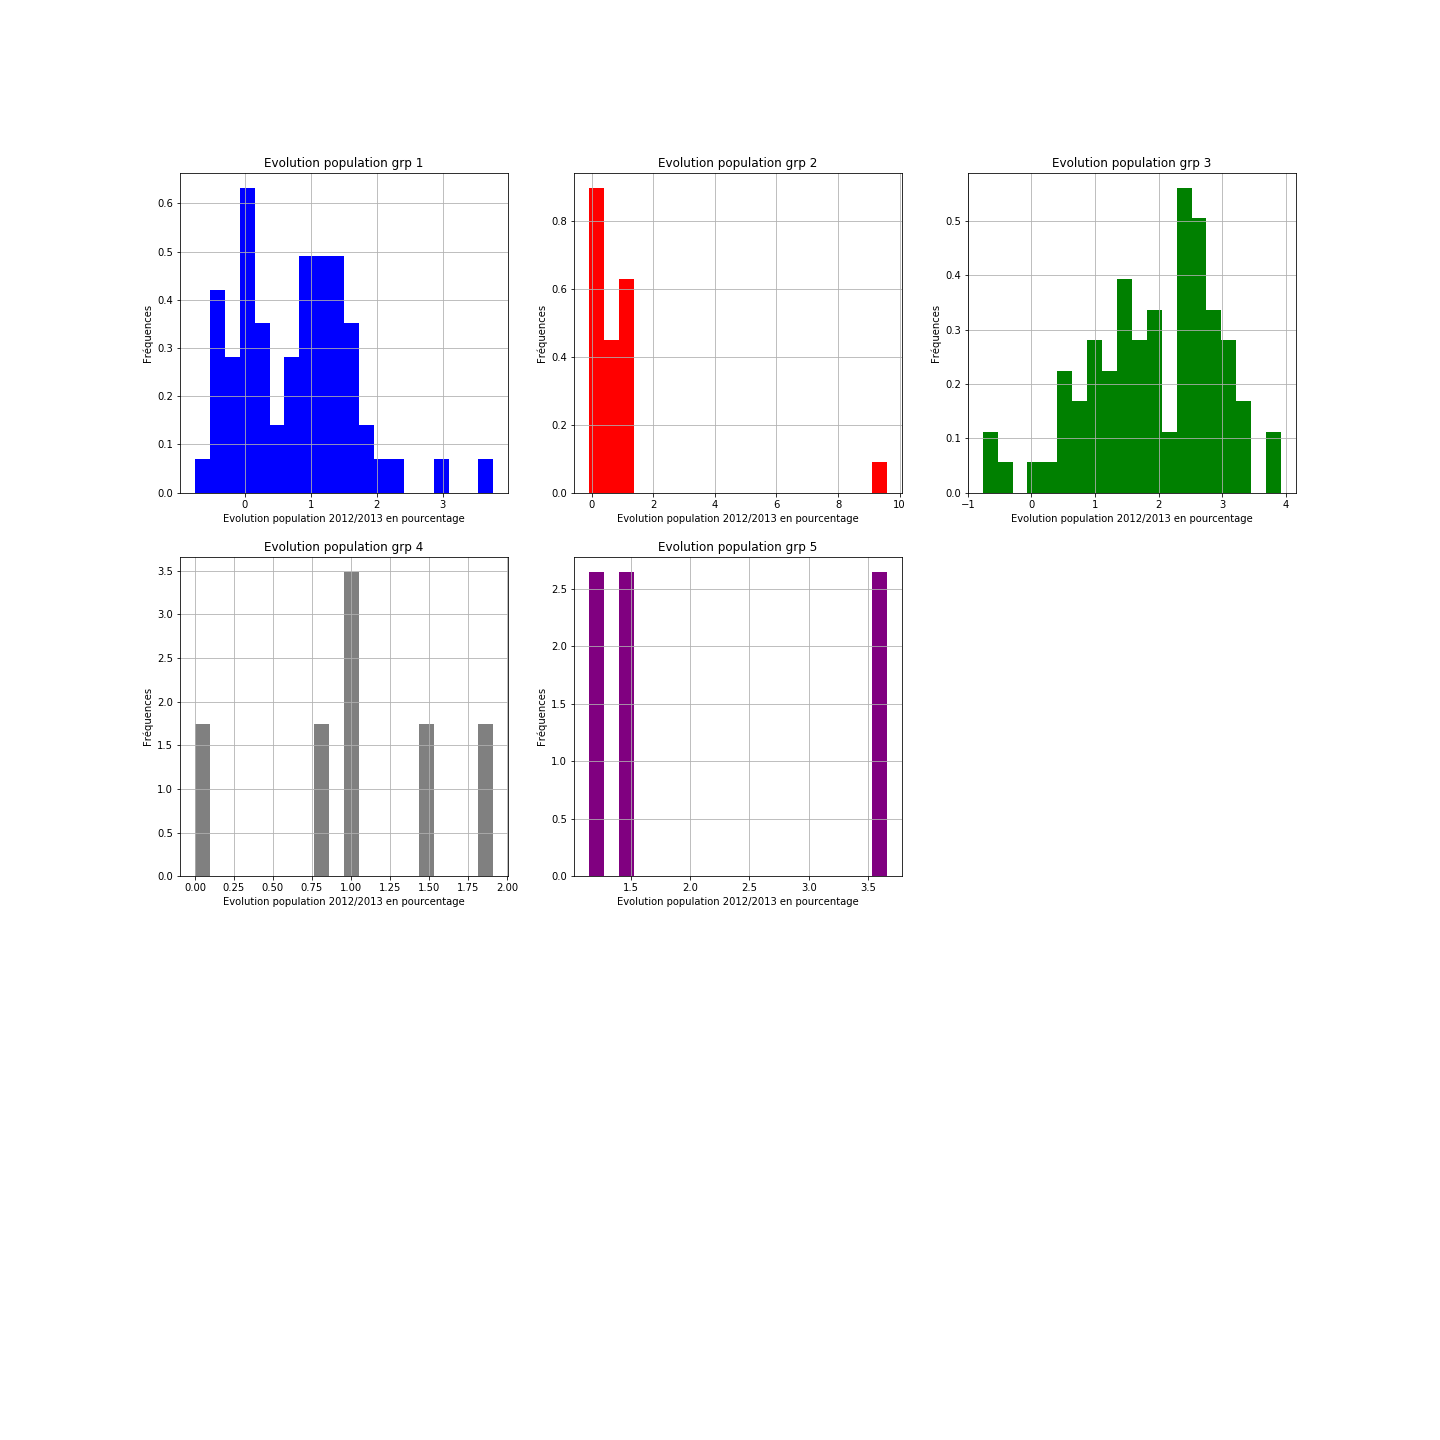 Evolution population grp 1
Fréquences
0.6
0.5
0.4
0.3
0.2
0.1
0.0
0 1 2 3
Evolution population 2012/2013 en pourcentage
Evolution population grp 2
Fréquences
0.8
0.6
0.4
0.2
0.0
0 2 4 6 8 10
Evolution population 2012/2013 en pourcentage
Evolution population grp 3
Fréquences
0.5
0.4
0.3
0.2
0.1
0.0
−1 0 1 2 3 4
Evolution population 2012/2013 en pourcentage
Evolution population grp 4
Fréquences
3.5
3.0
2.5
2.0
1.5
1.0
0.5
0.0
0.00 0.25 0.50 0.75 1.00 1.25 1.50 1.75 2.00
Evolution population 2012/2013 en pourcentage
Evolution population grp 5
Fréquences
2.5
2.0
1.5
1.0
0.5
0.0
1.5 2.0 2.5 3.0 3.5
Evolution population 2012/2013 en pourcentage